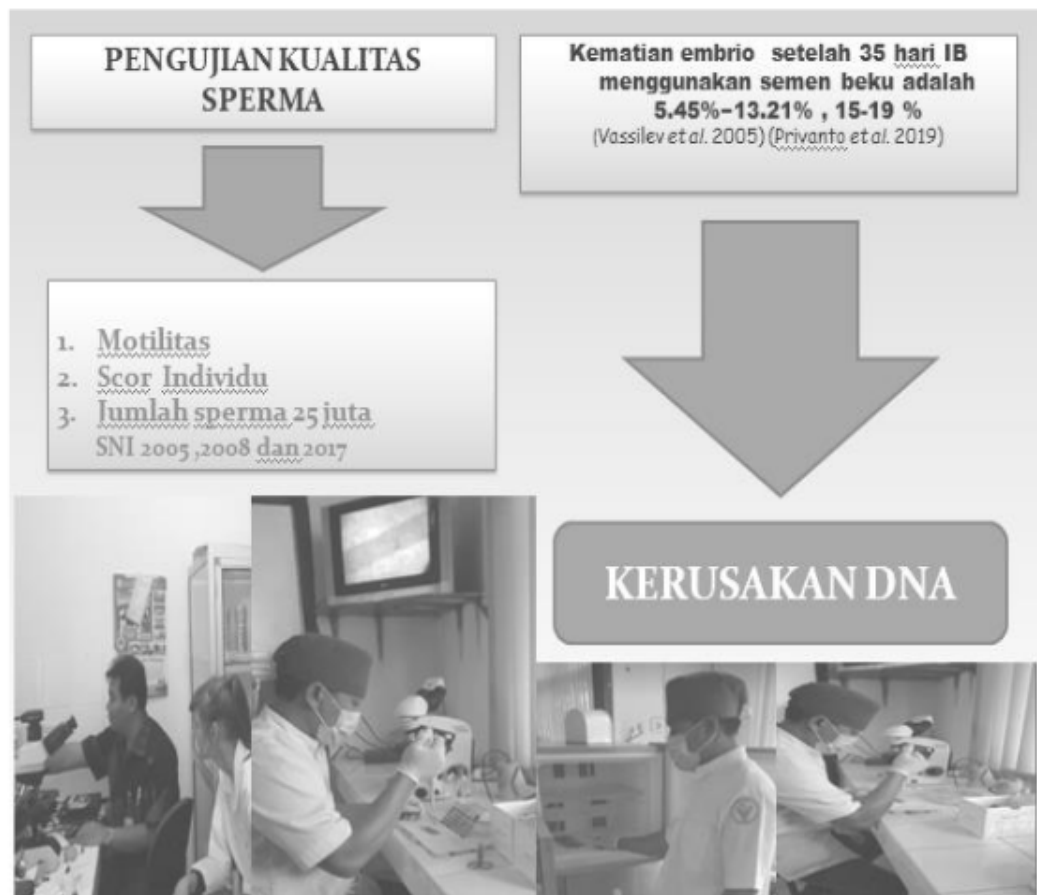 PENGUJIAN KUALITAS
SPERMA
1. Motilitas
2. Scor Individu
3. Jumlah sperma 25 juta
SNI 2005 ,2008 dan 2017
Kematian embrio setelah 35 hari IB
menggunakan semen beku adalah
5.45%–13.21% , 15-19 %
(Vassilev et al. 2005) (Priyanto et al. 2019)
KERUSAKAN DNA